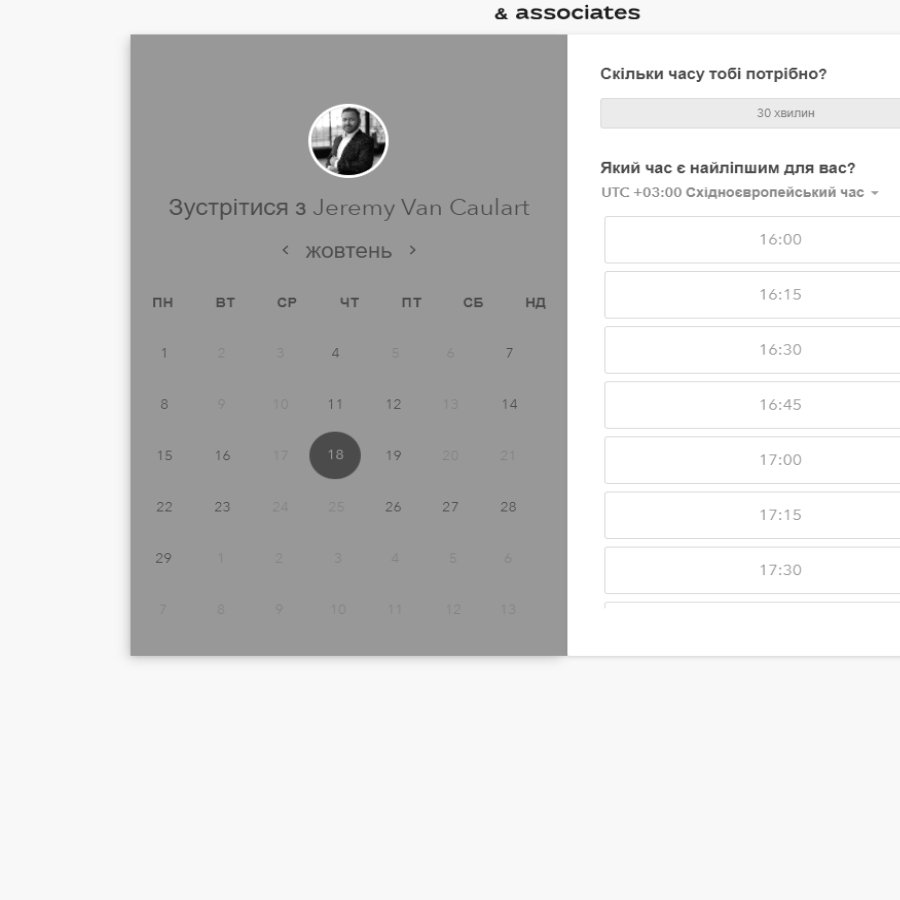 & associates
Зустрітися з Jeremy Van Caulart
жовтень
ПН ВТ СР ЧТ ПТ СБ НД
1 2 3 4 5 6 7
8 9 10 11 12 13 14
15 16 17 18 19 20 21
22 23 24 25 26 27 28
29 1 2 3 4 5 6
7 8 9 10 11 12 13
Скільки часу тобі потрібно?
30 хвилин
Який час є найліпшим для вас?
UTC +03:00 Східноєвропейський час
16:00
16:15
16:30
16:45
17:00
17:15
17:30